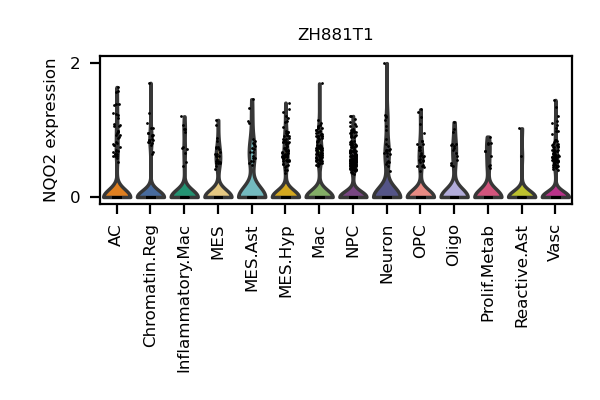 ZH881T1
NQO2 expression
2
0
AC
Chromatin.Reg
Inflammatory.Mac
MES
MES.Ast
MES.Hyp
Mac
NPC
Neuron
OPC
Oligo
Prolif.Metab
Reactive.Ast
Vasc